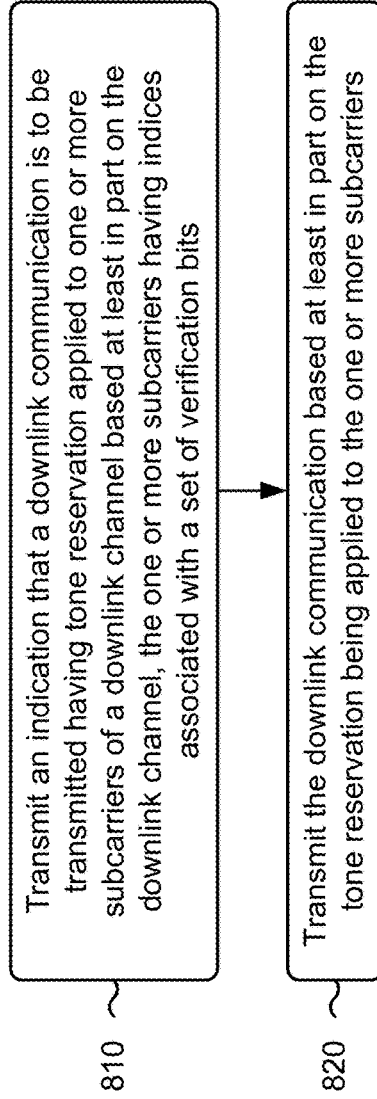 810
Transmit an indication that a downlink communication is to be
transmitted having tone reservation applied to one or more
subcarriers of a downlink channel based at least in part on the
downlink channel, the one or more subcarriers having indices
associated with a set of verification bits
820
Transmit the downlink communication based at least in part on the
tone reservation being applied to the one or more subcarriers